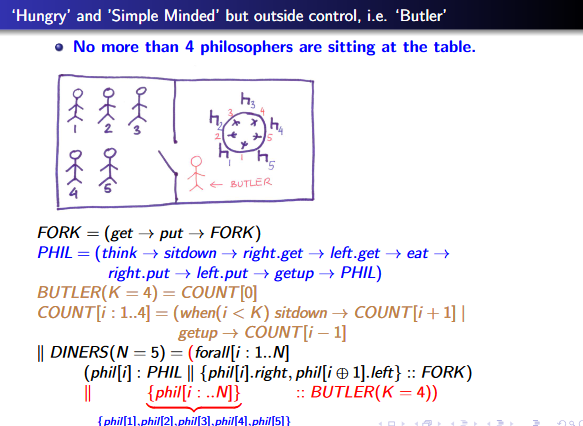 'Hungry' and 'Simple Minded' but outside control, i.e. 'Butler'
No more than 4 philosophers are sitting at the table.
1 2 3
4 5
h3
3 4
h2 h4
2 5
h1 1 h5
← BUTLER
FORK = (get → put → FORK)
PHIL = (think → sitdown → right.get → left.get → eat →
right.put → left.put → getup → PHIL)
BUTLER(K = 4) = COUNT[0]
COUNT[i : 1..4] = (when(i < K) sitdown → COUNT[i + 1] |
getup → COUNT[i − 1]
‖ DINERS(N = 5) = (forall[i : 1..N]
(phil[i] : PHIL ‖ {phil[i].right, phil[i ⊕ 1].left} :: FORK)
‖ {phil[i : ..N]} :: BUTLER(K = 4))
{phil[1],phil[2],phil[3],phil[4],phil[5]}